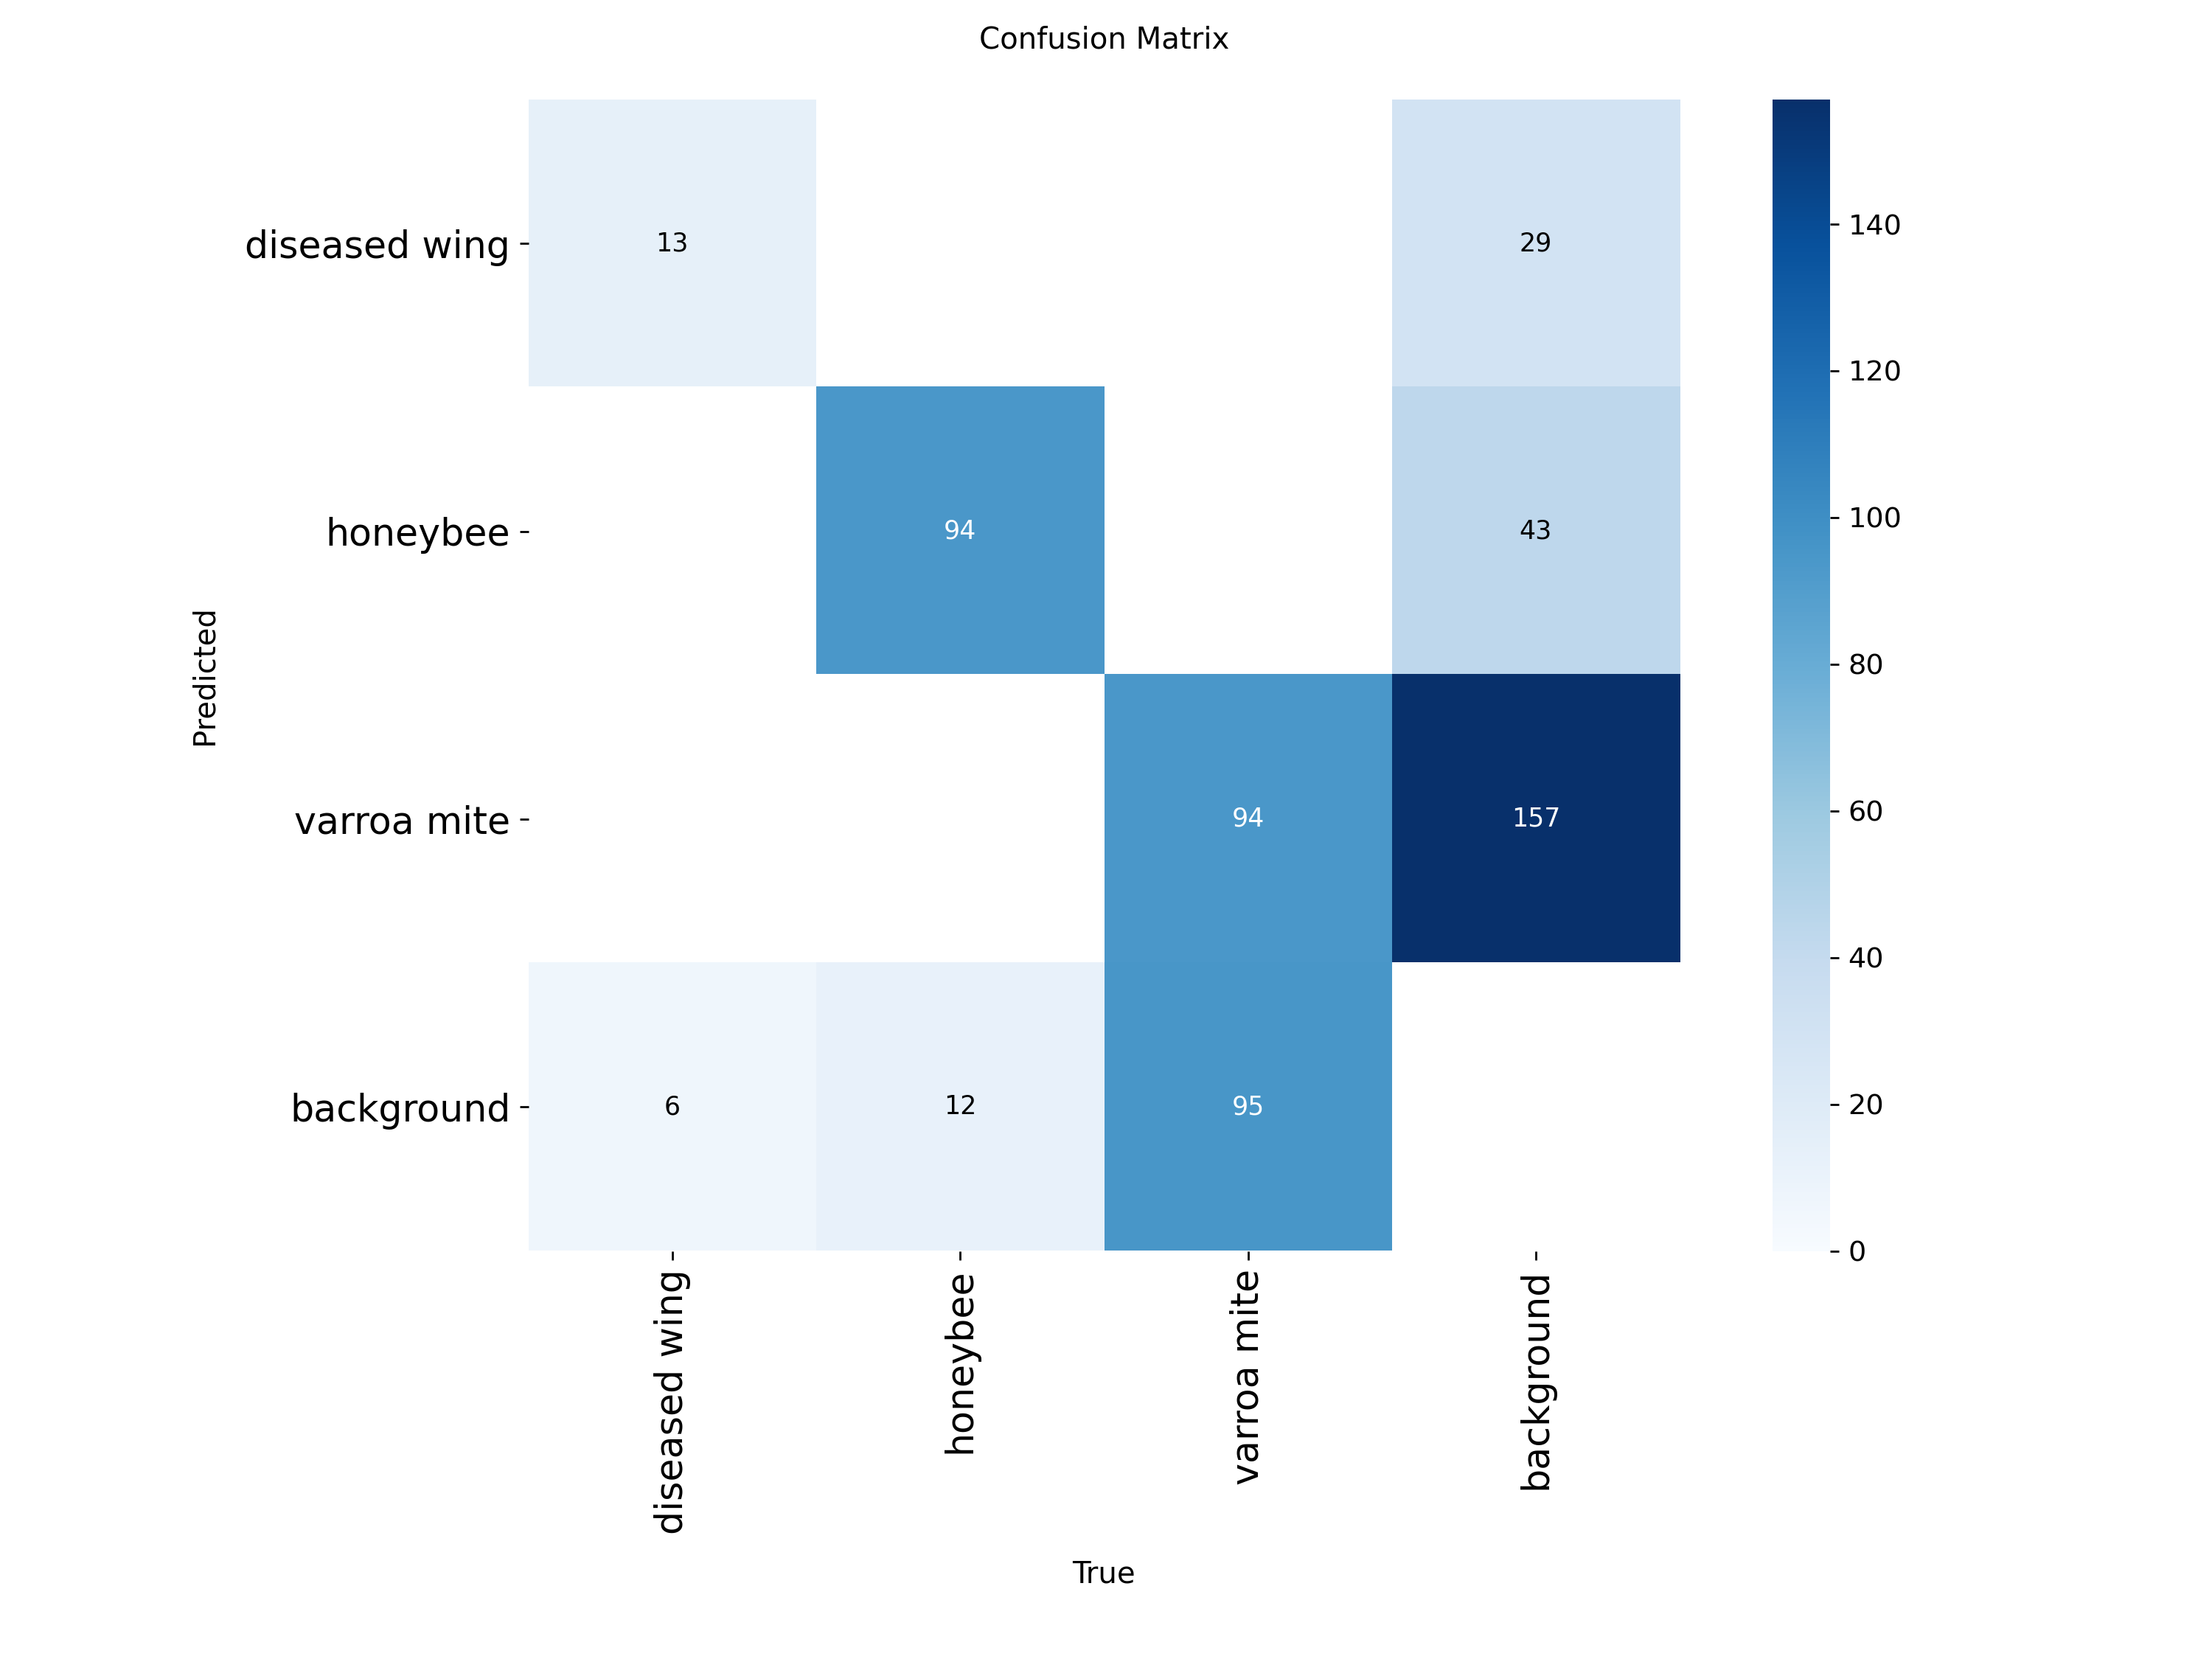 Confusion Matrix
diseased wing
13
29
140
120
honeybee
94
43
100
80
Predicted
varroa mite
94
157
60
40
background
6
12
95
20
0
diseased wing
honeybee
varroa mite
background
True